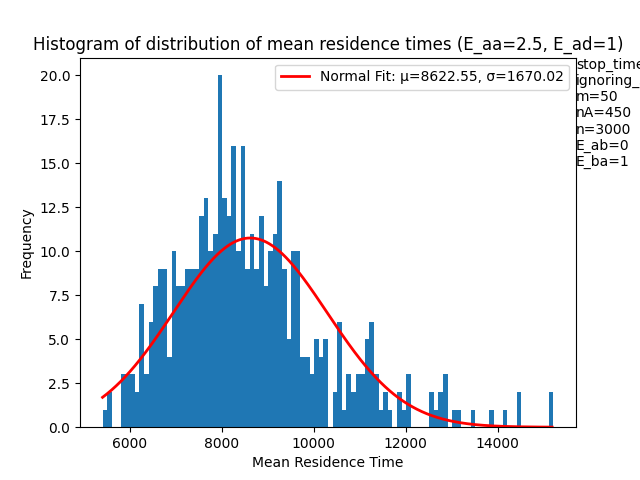 Histogram of distribution of mean residence times (E_aa=2.5, E_ad=1)
Normal Fit: μ=8622.55, σ=1670.02
stop_time
ignoring_
m=50
nA=450
n=3000
E_ab=0
E_ba=1
20.0
17.5
15.0
12.5
10.0
7.5
5.0
2.5
0.0
Frequency
6000 8000 10000 12000 14000
Mean Residence Time